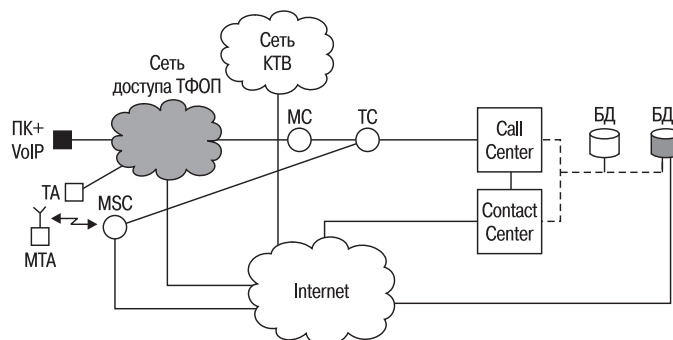 Сеть
КТВ
Сеть
доступа ТФОП
ПК+
VoIP
МС
ТС
Call
Center
БД
БД
ТА
MSC
Contact
Center
МТА
Internet